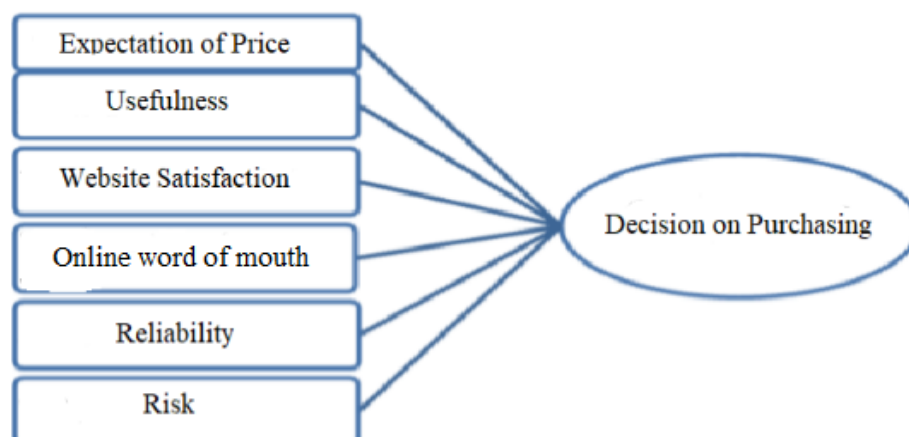 Expectation of Price
Usefulness
Website Satisfaction
Online word of mouth
Reliability
Risk
Decision on Purchasing